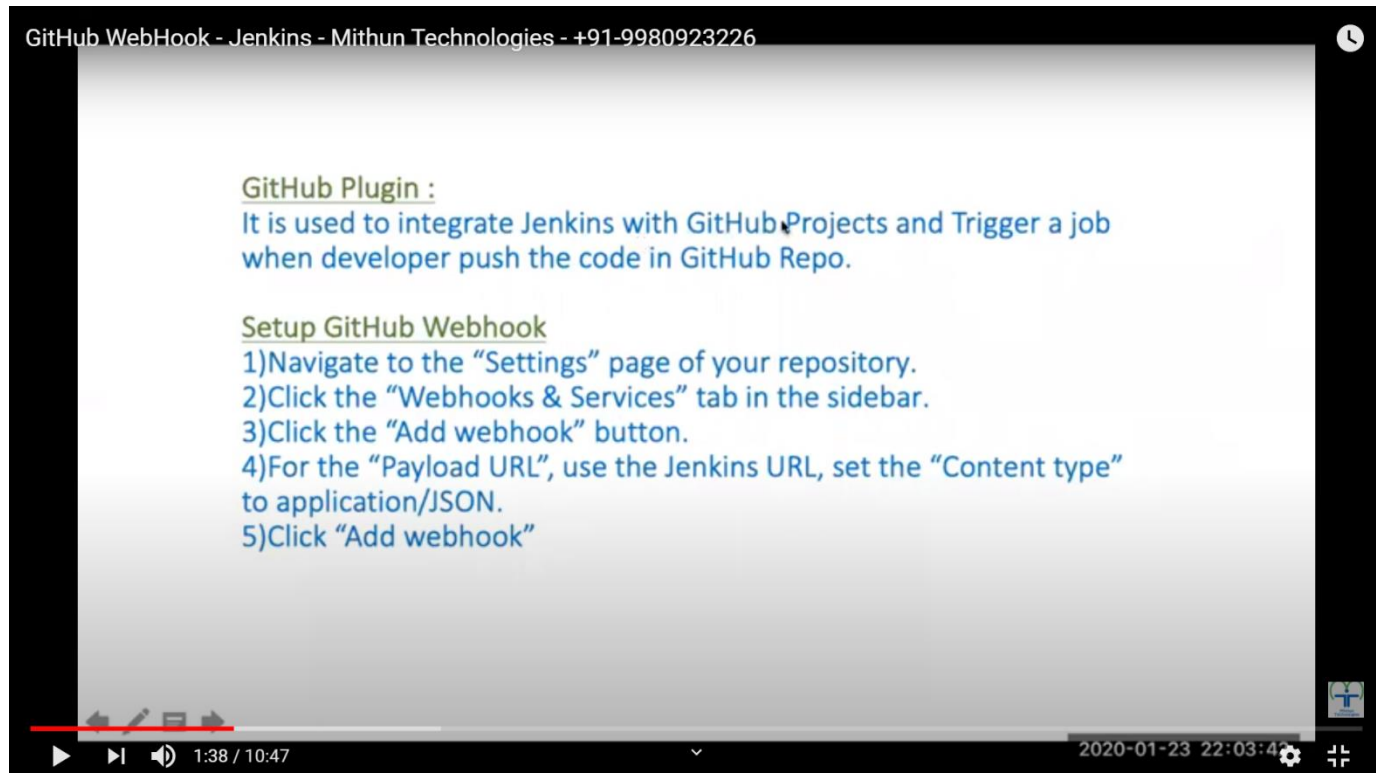 GitHub WebHook - Jenkins - Mithun Technologies - +91-9980923226
GitHub Plugin :
It is used to integrate Jenkins with GitHub Projects and Trigger a job
when developer push the code in GitHub Repo.
Setup GitHub Webhook
1)Navigate to the “Settings” page of your repository.
2)Click the “Webhooks & Services” tab in the sidebar.
3)Click the “Add webhook” button.
4)For the “Payload URL”, use the Jenkins URL, set the “Content type”
to application/JSON.
5)Click “Add webhook”
Mithun
Technologies
1:38 / 10:47
2020-01-23 22:03: